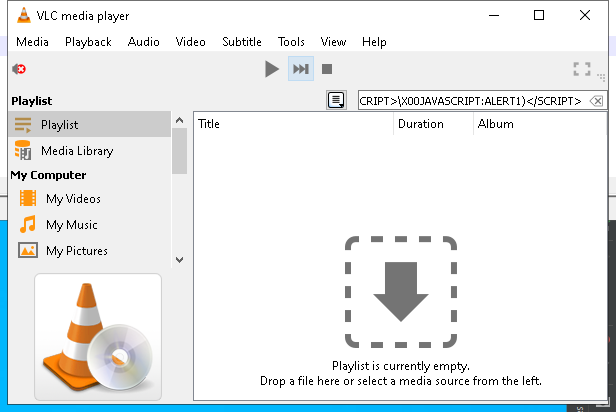 VLC media player
Media Playback Audio Video Subtitle Tools View Help
Playlist
CRIPT>\X00JAVASCRIPT:ALERT1)</SCRIPT>
Playlist
Title Duration Album
Media Library
My Computer
My Videos
My Music
My Pictures
Playlist is currently empty.
Drop a file here or select a media source from the left.